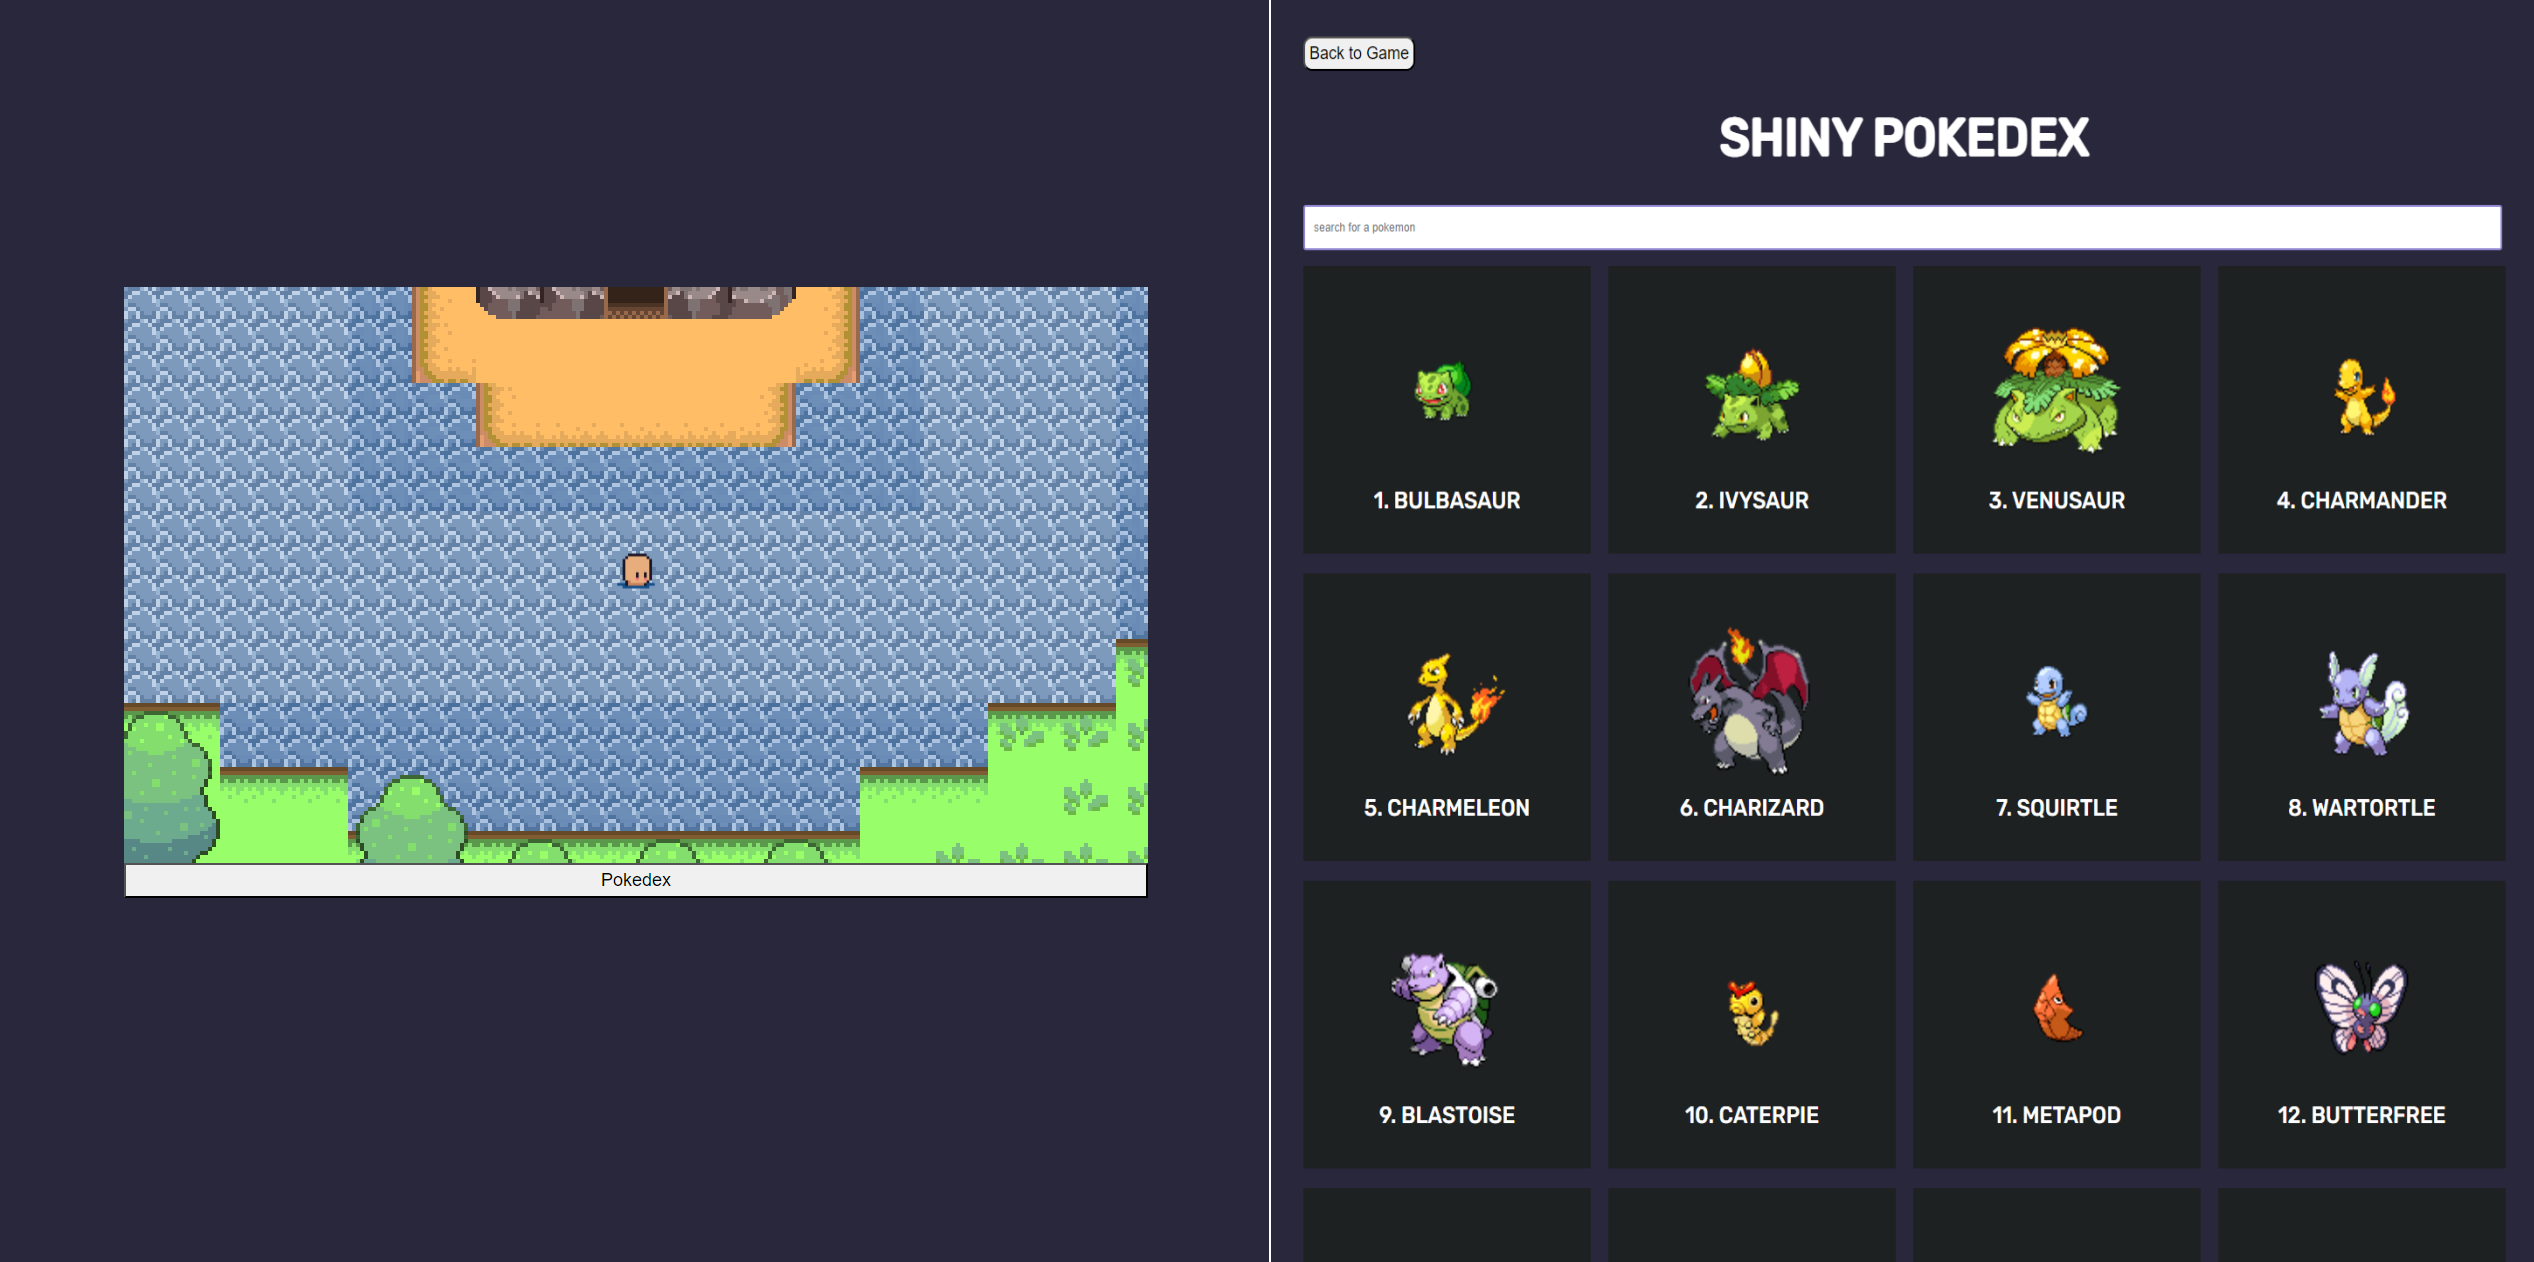 Pokedex
Back to Game
SHINY POKEDEX
search for a pokemon
1. BULBASAUR
2. IVYSAUR
3. VENUSAUR
4. CHARMANDER
5. CHARMELEON
6. CHARIZARD
7. SQUIRTLE
8. WARTORTLE
9. BLASTOISE
10. CATERPIE
11. METAPOD
12. BUTTERFREE